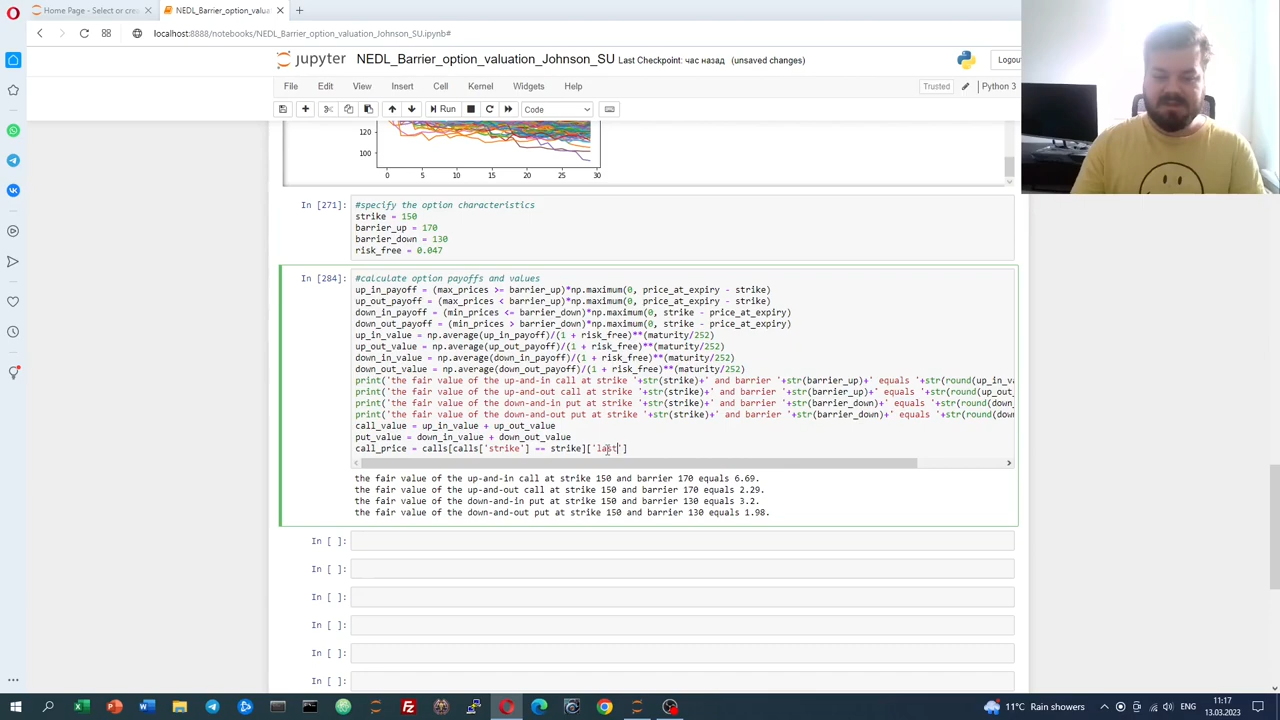 Home Page - Select or crea
NEDL_Barrier_option_valuation_
localhost:8888/notebooks/NEDL_Barrier_option_valuation_Johnson_SU.ipynb#
jupyter
NEDL_Barrier_option_valuation_Johnson_SU
Last Checkpoint: час назад
(unsaved changes)
Logout
File
Edit
View
Insert
Cell
Kernel
Widgets
Help
Trusted
Python 3
Run
Code
120
100
0
5
10
15
20
25
30
In [271]:
#specify the option characteristics
strike = 150
barrier_up = 170
barrier_down = 130
risk_free = 0.047
In [284]:
#calculate option payoffs and values
up_in_payoff = (max_prices >= barrier_up)*np.maximum(0, price_at_expiry - strike)
up_out_payoff = (max_prices < barrier_up)*np.maximum(0, price_at_expiry - strike)
down_in_payoff = (min_prices <= barrier_down)*np.maximum(0, strike - price_at_expiry)
down_out_payoff = (min_prices > barrier_down)*np.maximum(0, strike - price_at_expiry)
up_in_value = np.average(up_in_payoff)/(1 + risk_free)**(maturity/252)
up_out_value = np.average(up_out_payoff)/(1 + risk_free)**(maturity/252)
down_in_value = np.average(down_in_payoff)/(1 + risk_free)**(maturity/252)
down_out_value = np.average(down_out_payoff)/(1 + risk_free)**(maturity/252)
print('the fair value of the up-and-in call at strike '+str(strike)+' and barrier '+str(barrier_up)+' equals '+str(round(up_in_va
print('the fair value of the up-and-out call at strike '+str(strike)+' and barrier '+str(barrier_up)+' equals '+str(round(up_out_
print('the fair value of the down-and-in put at strike '+str(strike)+' and barrier '+str(barrier_down)+' equals '+str(round(down_
print('the fair value of the down-and-out put at strike '+str(strike)+' and barrier '+str(barrier_down)+' equals '+str(round(down
call_value = up_in_value + up_out_value
put_value = down_in_value + down_out_value
call_price = calls[calls['strike'] == strike]['last']
the fair value of the up-and-in call at strike 150 and barrier 170 equals 6.69.
the fair value of the up-and-out call at strike 150 and barrier 170 equals 2.29.
the fair value of the down-and-in put at strike 150 and barrier 130 equals 3.2.
the fair value of the down-and-out put at strike 150 and barrier 130 equals 1.98.
In [ ]:
In [ ]:
In [ ]:
In [ ]:
In [ ]:
In [ ]:
11°C Rain showers
ENG
11:17
13.03.2023